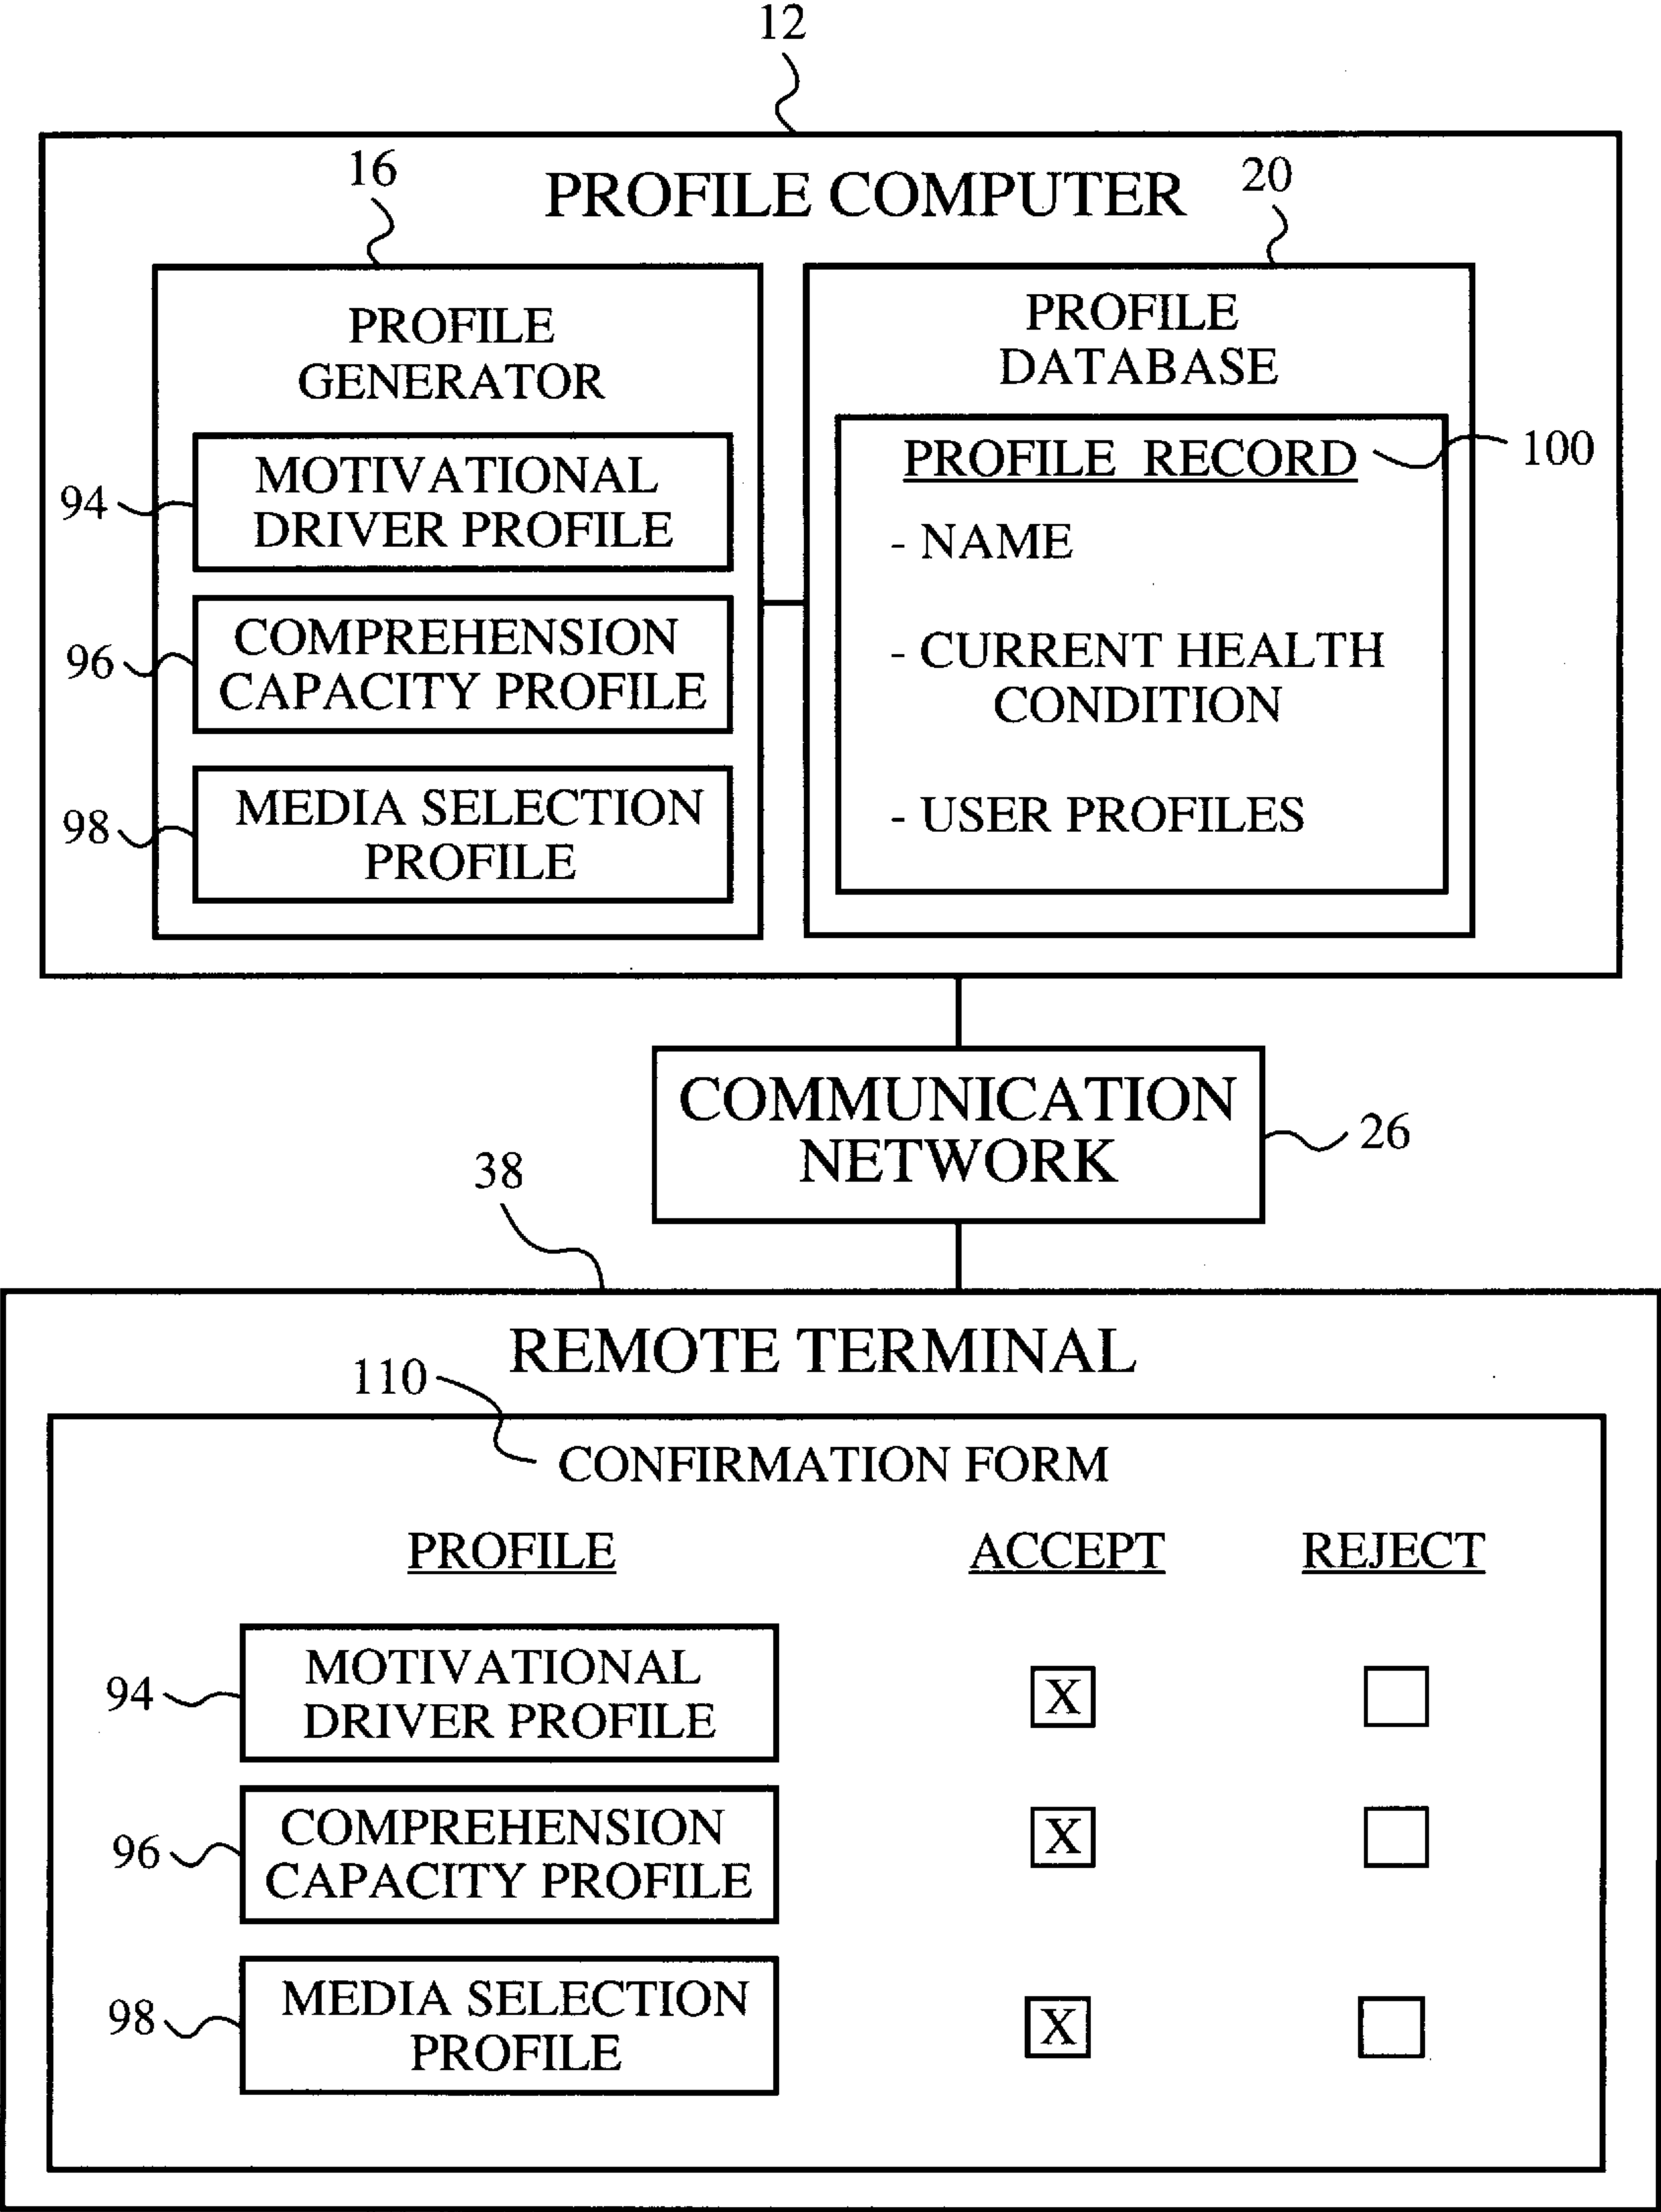 12
PROFILE COMPUTER
16
20
PROFILE
GENERATOR
MOTIVATIONAL
DRIVER PROFILE
94
COMPREHENSION
CAPACITY PROFILE
96
MEDIA SELECTION
PROFILE
98
PROFILE
DATABASE
PROFILE RECORD
100
- NAME
- CURRENT HEALTH
CONDITION
- USER PROFILES
COMMUNICATION
NETWORK
26
38
REMOTE TERMINAL
110
CONFIRMATION FORM
PROFILE ACCEPT REJECT
94
MOTIVATIONAL
DRIVER PROFILE
X
96
COMPREHENSION
CAPACITY PROFILE
X
98
MEDIA SELECTION
PROFILE
X